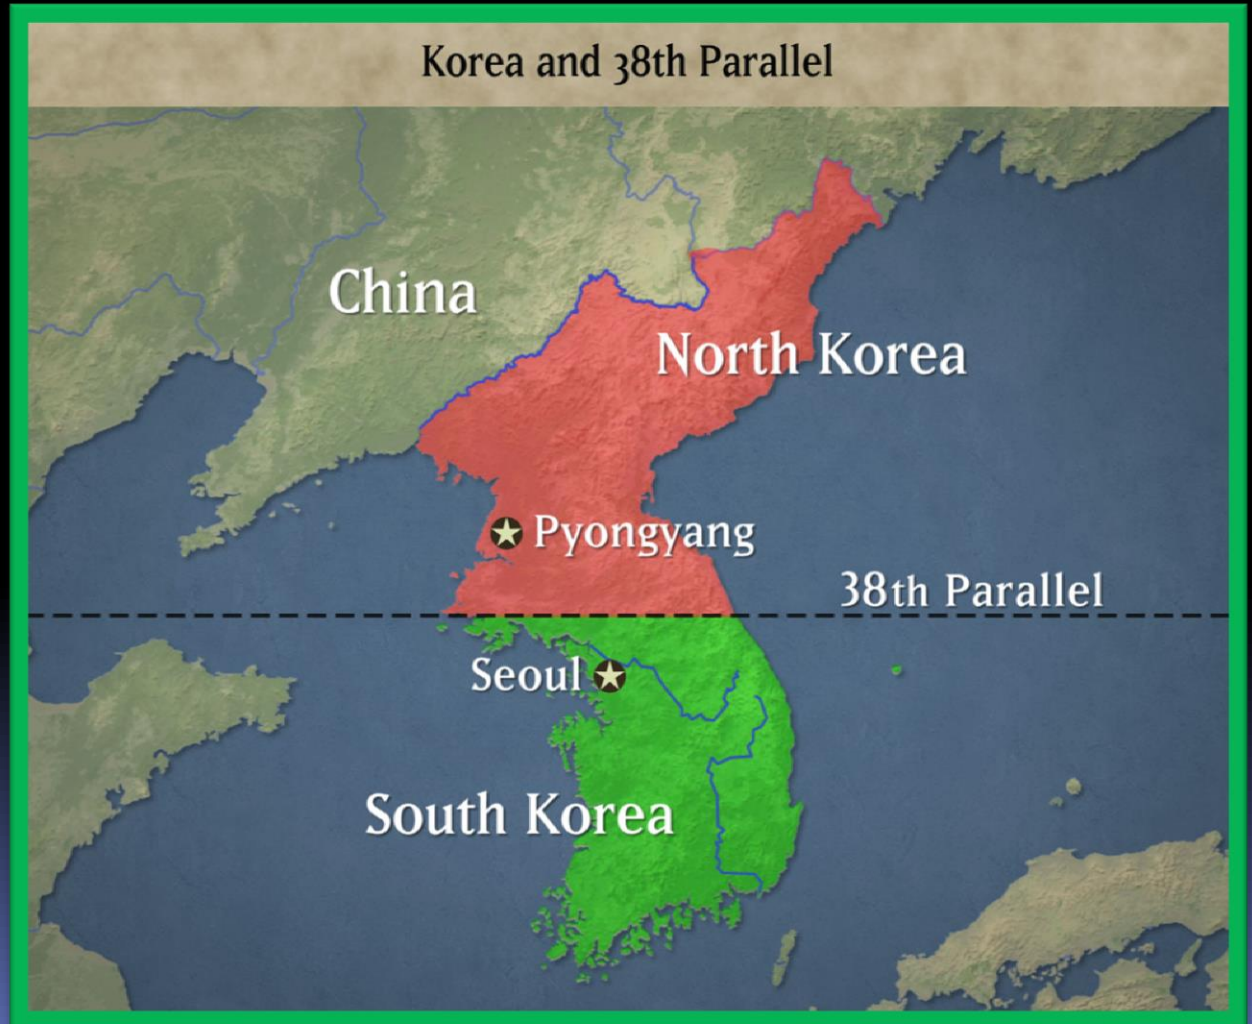 Korea and 38th Parallel
China
North Korea
Pyongyang
38th Parallel
Seoul
South Korea